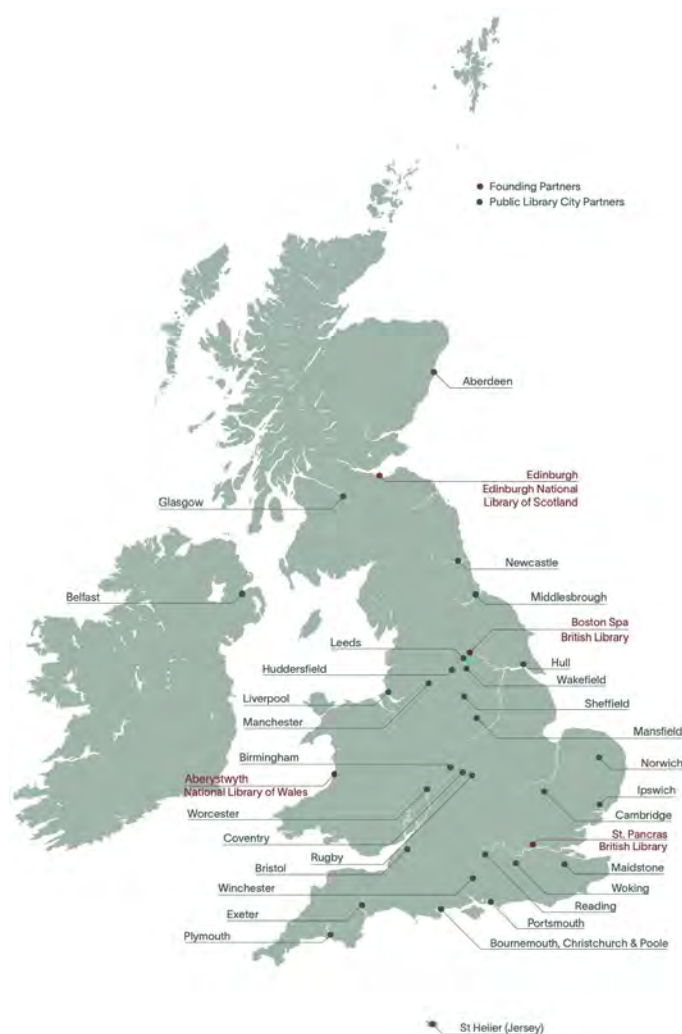 Founding Partners
Public Library City Partners
Aberdeen
Edinburgh
Edinburgh National
Library of Scotland
Glasgow
Newcastle
Belfast
Middlesbrough
Boston Spa
British Library
Leeds
Hull
Huddersfield
Wakefield
Liverpool
Sheffield
Manchester
Mansfield
Birmingham
Norwich
Aberystwyth
National Library of Wales
Ipswich
Worcester
Cambridge
Coventry
St. Pancras
British Library
Rugby
Bristol
Maidstone
Winchester
Woking
Reading
Exeter
Portsmouth
Plymouth
Bournemouth, Christchurch & Poole
St Helier (Jersey)